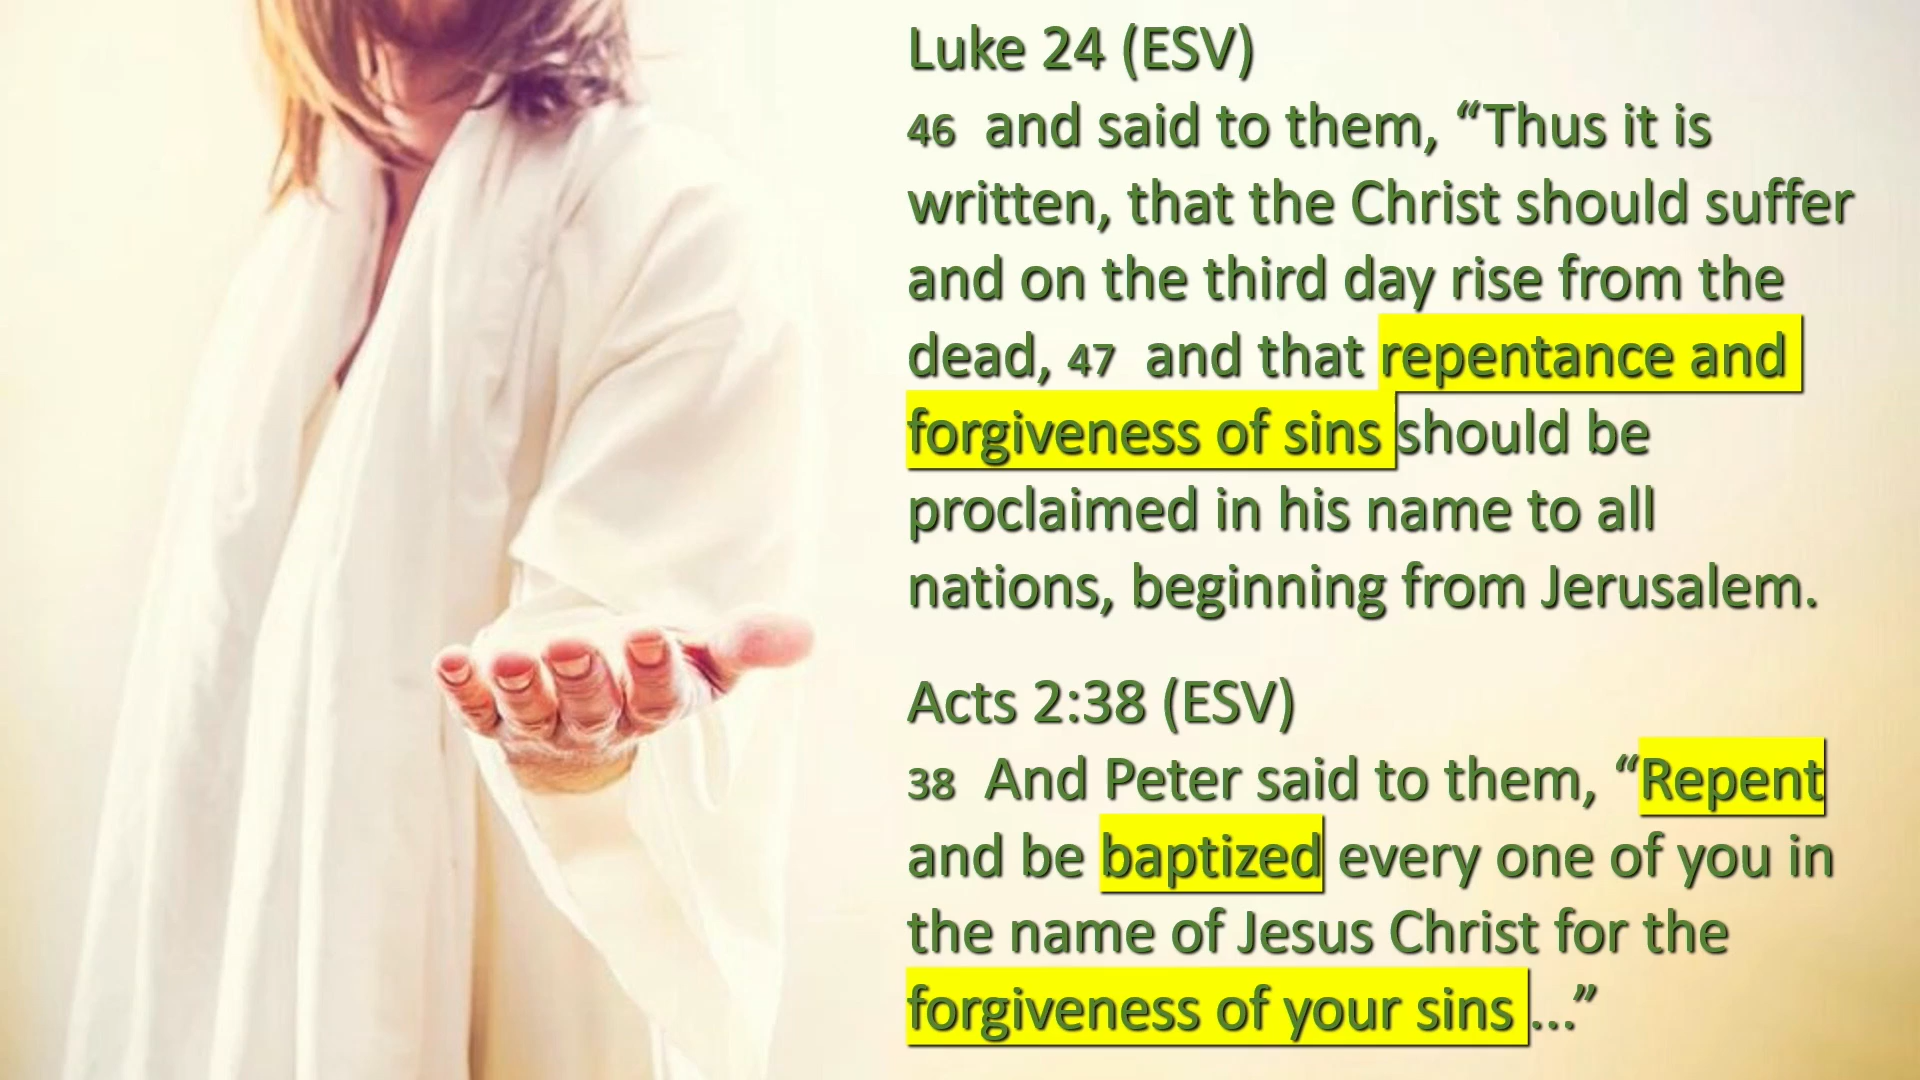 Luke 24 (ESV)
46  and said to them, “Thus it is
written, that the Christ should suffer
and on the third day rise from the
dead, 47  and that repentance and
forgiveness of sins should be
proclaimed in his name to all
nations, beginning from Jerusalem.
Acts 2:38 (ESV)
38  And Peter said to them, “Repent
and be baptized every one of you in
the name of Jesus Christ for the
forgiveness of your sins ...”